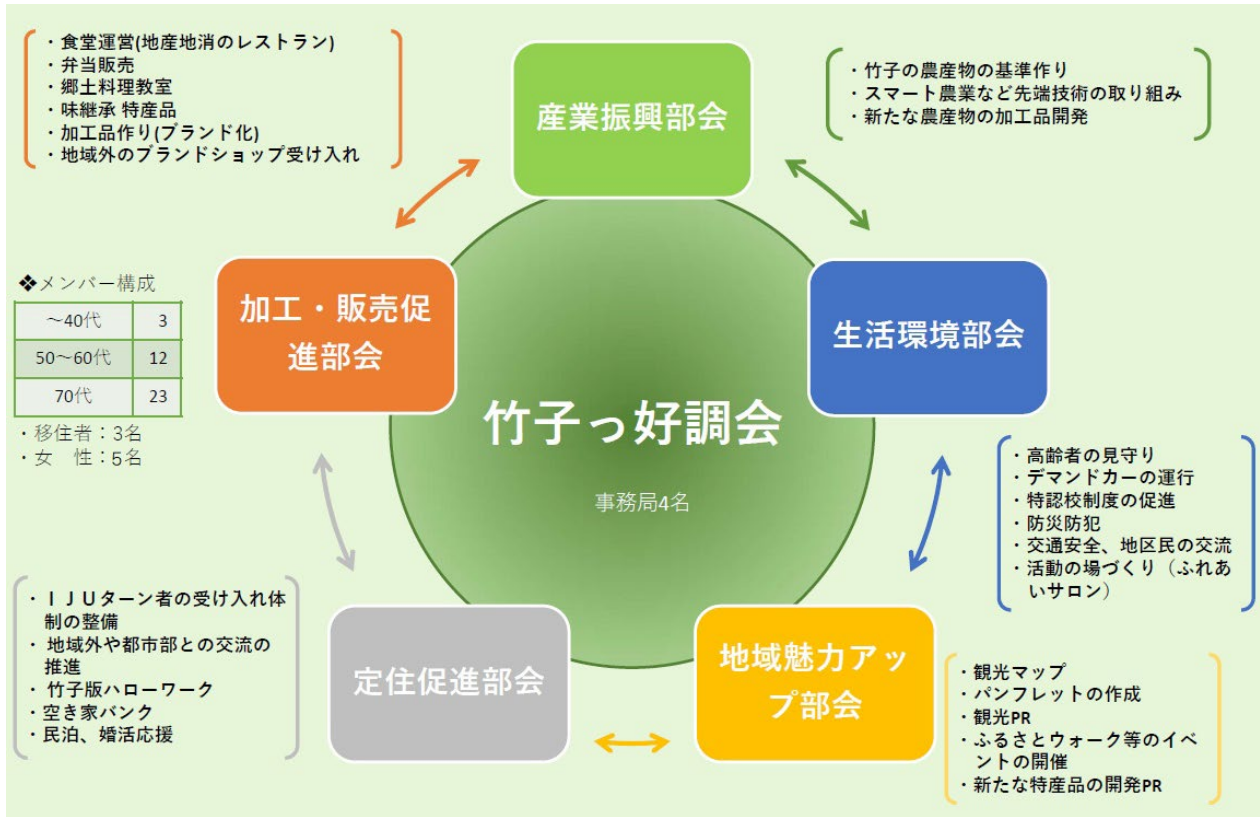 ・食堂運営(地産地消のレストラン)
・弁当販売
・郷土料理教室
・味継承 特産品
・加工品作り(ブランド化)
・地域外のブランドショップ受け入れ
産業振興部会
・竹子の農産物の基準作り
・スマート農業など先端技術の取り組み
・新たな農産物の加工品開発
加工・販売促
進部会
生活環境部会
❖メンバー構成
～40代 3
50～60代 12
70代 23
・移住者：3名
・女　性：5名
竹子っ好調会
事務局4名
・高齢者の見守り
・デマンドカーの運行
・特認校制度の促進
・防災防犯
・交通安全、地区民の交流
・活動の場づくり（ふれあ
いサロン）
・ＩＪＵターン者の受け入れ体
制の整備
・地域外や都市部との交流の
推進
・竹子版ハローワーク
・空き家バンク
・民泊、婚活応援
定住促進部会
地域魅力アッ
プ部会
・観光マップ
・パンフレットの作成
・観光PR
・ふるさとウォーク等のイベ
ントの開催
・新たな特産品の開発PR